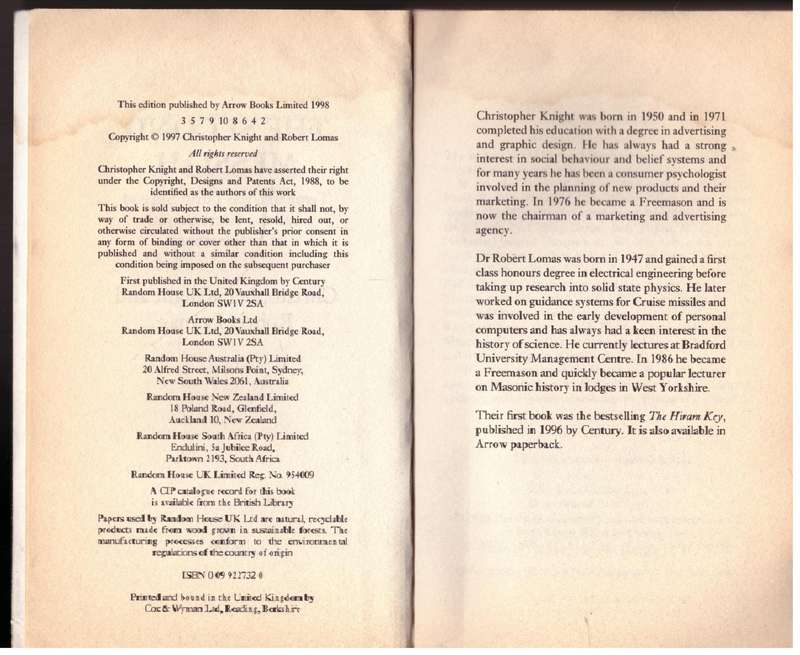 This edition published by Arrow Books Limited 1998
3 5 7 9 10 8 6 4 2
Copyright © 1997 Christopher Knight and Robert Lomas
All rights reserved
Christopher Knight and Robert Lomas have asserted their right
under the Copyright, Designs and Patents Act, 1988, to be
identified as the authors of this work
This book is sold subject to the condition that it shall not, by
way of trade or otherwise, be lent, resold, hired out, or
otherwise circulated without the publisher's prior consent in
any form of binding or cover other than that in which it is
published and without a similar condition including this
condition being imposed on the subsequent purchaser
First published in the United Kingdom by Century
Random House UK Ltd, 20 Vauxhall Bridge Road,
London SW1V 2SA
Arrow Books Ltd
Random House UK Ltd, 20 Vauxhall Bridge Road,
London SW1V 2SA
Random House Australia (Pty) Limited
20 Alfred Street, Milsons Point, Sydney,
New South Wales 2061, Australia
Random House New Zealand Limited
18 Poland Road, Glenfield,
Auckland 10, New Zealand
Random House South Africa (Pty) Limited
Endulini, 5a Jubilee Road,
Parktown 2193, South Africa
Random House UK Limited Reg. No. 954009
A CIP catalogue record for this book
is available from the British Library
Papers used by Random House UK Ltd are natural, recyclable
products made from wood grown in sustainable forests. The
manufacturing processes conform to the environmental
regulations of the country of origin
ISBN 0 09 922732 0
Printed and bound in the United Kingdom by
Cox & Wyman Ltd, Reading, Berkshire
Christopher Knight was born in 1950 and in 1971
completed his education with a degree in advertising
and graphic design. He has always had a strong
interest in social behaviour and belief systems and
for many years he has been a consumer psychologist
involved in the planning of new products and their
marketing. In 1976 he became a Freemason and is
now the chairman of a marketing and advertising
agency.
Dr Robert Lomas was born in 1947 and gained a first
class honours degree in electrical engineering before
taking up research into solid state physics. He later
worked on guidance systems for Cruise missiles and
was involved in the early development of personal
computers and has always had a keen interest in the
history of science. He currently lectures at Bradford
University Management Centre. In 1986 he became
a Freemason and quickly became a popular lecturer
on Masonic history in lodges in West Yorkshire.
Their first book was the bestselling The Hiram Key,
published in 1996 by Century. It is also available in
Arrow paperback.